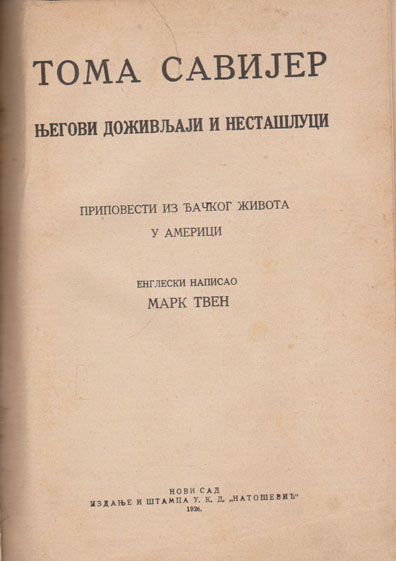 ТОМА САВИЈЕР
ЊЕГОВИ ДОЖИВЉАЈИ И НЕСТАШЛУЦИ
ПРИПОВЕСТИ ИЗ ЂАЧКОГ ЖИВОТА
У АМЕРИЦИ
ЕНГЛЕСКИ НАПИСАО
МАРК ТВЕН
НОВИ САД
ИЗДАЊЕ И ШТАМПА У. К. Д. „НАТОШЕВИЋ“
1926.